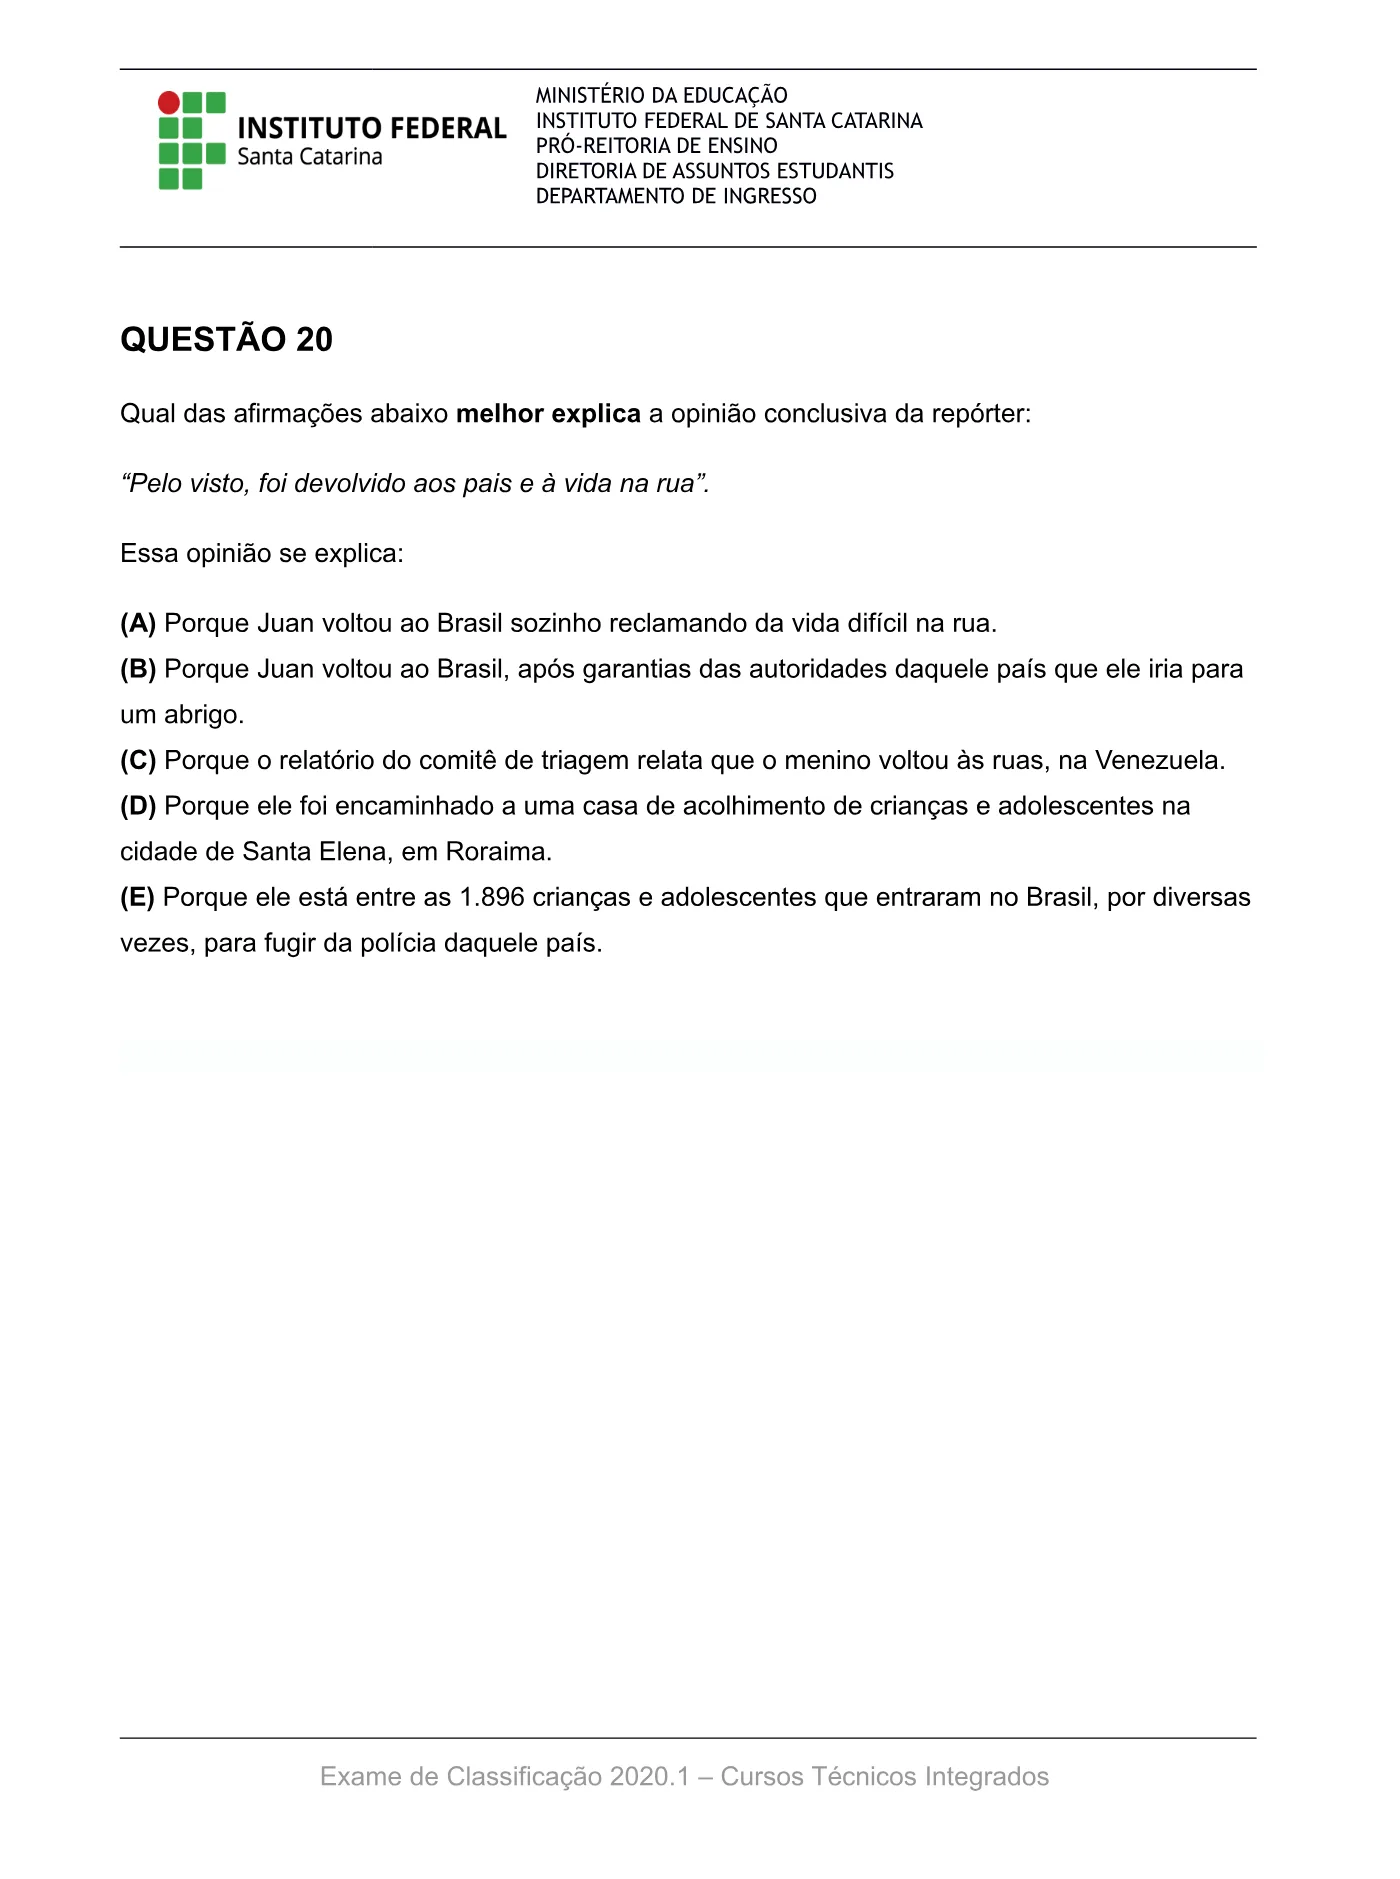 INSTITUTO FEDERAL
Santa Catarina
MINISTÉRIO DA EDUCAÇÃO
INSTITUTO FEDERAL DE SANTA CATARINA
PRÓ-REITORIA DE ENSINO
DIRETORIA DE ASSUNTOS ESTUDANTIS
DEPARTAMENTO DE INGRESSO
QUESTÃO 20
Qual das afirmações abaixo melhor explica a opinião conclusiva da repórter:
“Pelo visto, foi devolvido aos pais e à vida na rua”.
Essa opinião se explica:
(A) Porque Juan voltou ao Brasil sozinho reclamando da vida difícil na rua.
(B) Porque Juan voltou ao Brasil, após garantias das autoridades daquele país que ele iria para
um abrigo.
(C) Porque o relatório do comitê de triagem relata que o menino voltou às ruas, na Venezuela.
(D) Porque ele foi encaminhado a uma casa de acolhimento de crianças e adolescentes na
cidade de Santa Elena, em Roraima.
(E) Porque ele está entre as 1.896 crianças e adolescentes que entraram no Brasil, por diversas
vezes, para fugir da polícia daquele país.
Exame de Classificação 2020.1 – Cursos Técnicos Integrados